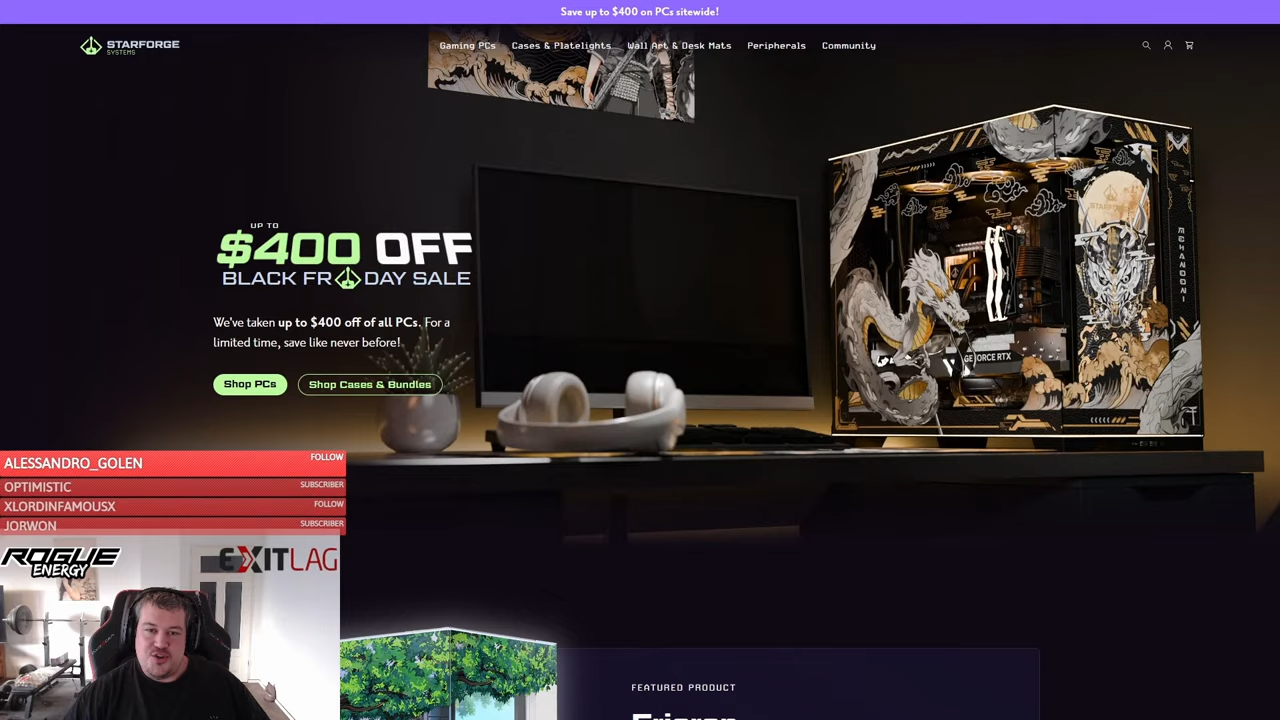 Save up to $400 on PCs sitewide!
STARFORGE
SYSTEMS
Gaming PCs
Cases & Platelights
Wall Art & Desk Mats
Peripherals
Community
UP TO
$400 OFF
BLACK FRIDAY SALE
We've taken up to $400 off of all PCs. For a
limited time, save like never before!
Shop PCs
Shop Cases & Bundles
GEFORCE RTX
ALESSANDRO_GOLEN FOLLOW
OPTIMISTIC SUBSCRIBER
XLORDINFAMOUSX FOLLOW
JORWON SUBSCRIBER
ROGUE
ENERGY
EXITLAG
FEATURED PRODUCT